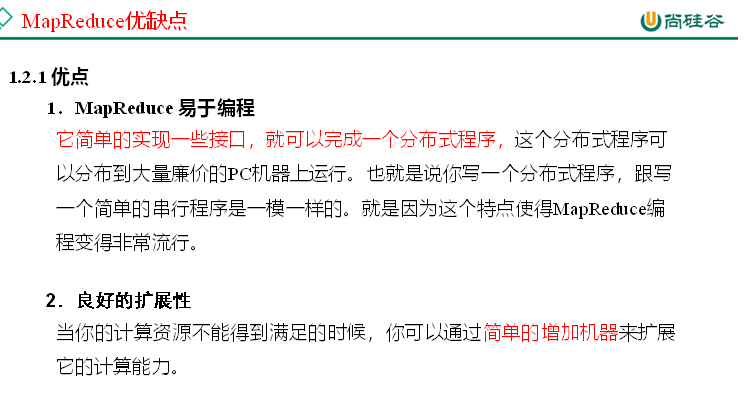 MapReduce优缺点
尚硅谷
1.2.1 优点
1．MapReduce 易于编程
它简单的实现一些接口，就可以完成一个分布式程序，这个分布式程序可
以分布到大量廉价的PC机器上运行。也就是说你写一个分布式程序，跟写
一个简单的串行程序是一模一样的。就是因为这个特点使得MapReduce编
程变得非常流行。
2．良好的扩展性
当你的计算资源不能得到满足的时候，你可以通过简单的增加机器来扩展
它的计算能力。